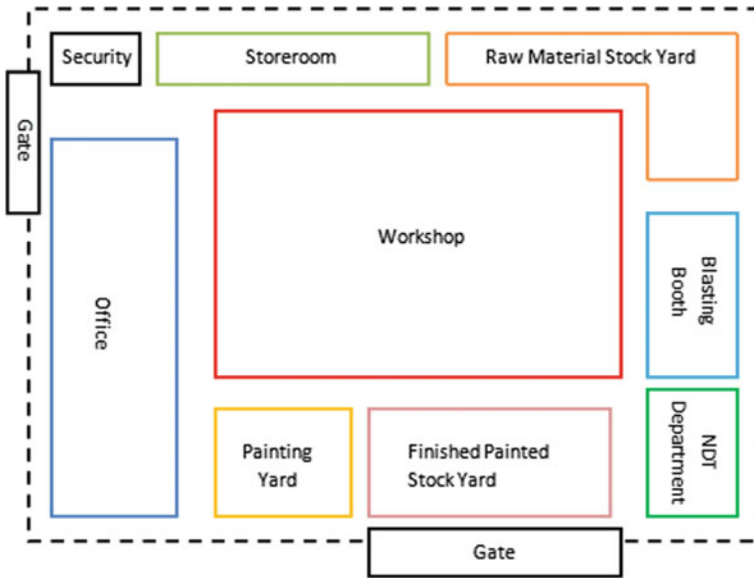 Security
Storeroom
Raw Material Stock Yard
Gate
Office
Workshop
Blasting
Booth
Painting
Yard
Finished Painted
Stock Yard
NDT
Department
Gate